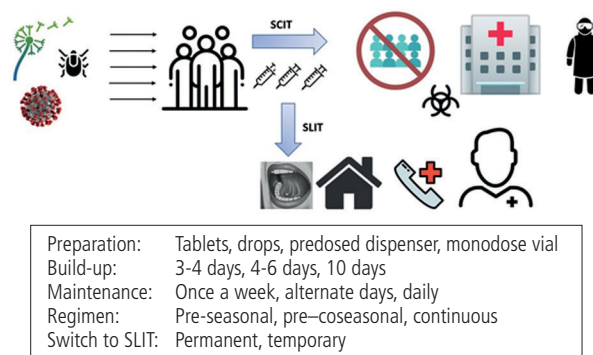 SCIT
SLIT
Preparation: Tablets, drops, predosed dispenser, monodose vial
Build-up: 3-4 days, 4-6 days, 10 days
Maintenance: Once a week, alternate days, daily
Regimen: Pre-seasonal, pre–coseasonal, continuous
Switch to SLIT: Permanent, temporary